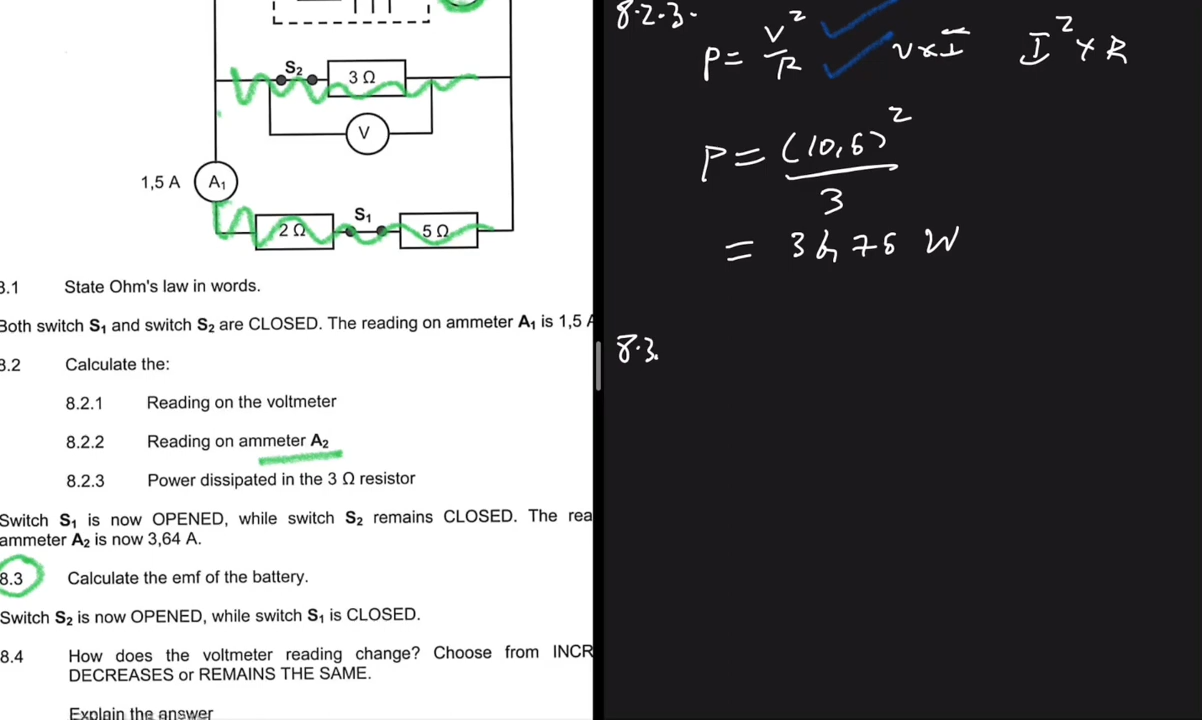 S₂
3 Ω
V
1,5 A
A₁
2 Ω
S₁
5 Ω
3.1 State Ohm's law in words.
Both switch S₁ and switch S₂ are CLOSED. The reading on ammeter A₁ is 1,5 A
3.2 Calculate the:
8.2.1 Reading on the voltmeter
8.2.2 Reading on ammeter A₂
8.2.3 Power dissipated in the 3 Ω resistor
Switch S₁ is now OPENED, while switch S₂ remains CLOSED. The rea
ammeter A₂ is now 3,64 A.
8.3 Calculate the emf of the battery.
Switch S₂ is now OPENED, while switch S₁ is CLOSED.
8.4 How does the voltmeter reading change? Choose from INCR
DECREASES or REMAINS THE SAME.
Explain the answer
8.2.3.
P = V²/R V×I I²×R
P = (10,5)²/3
= 36,75 W
8.3.